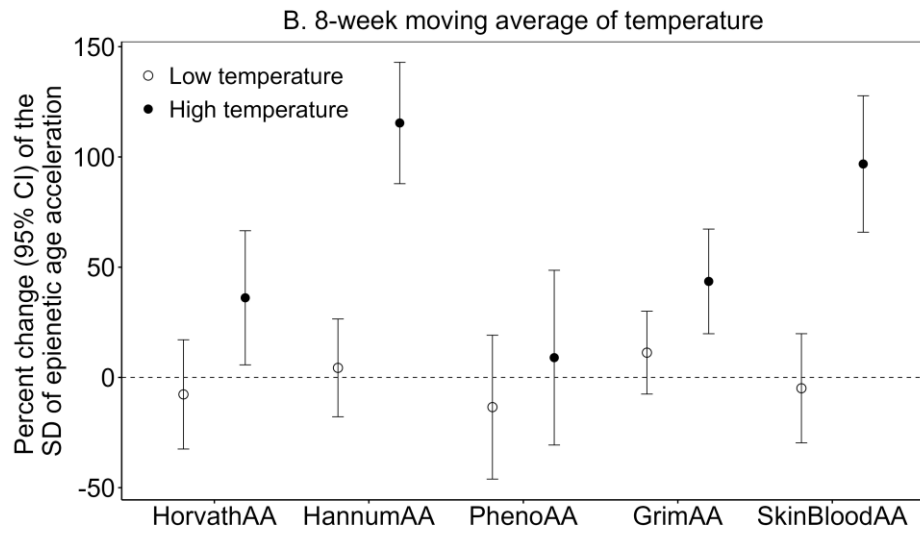 B. 8-week moving average of temperature
Percent change (95% CI) of the
SD of epienetic age acceleration
150
100
50
0
-50
Low temperature
High temperature
HorvathAA HannumAA PhenoAA GrimAA SkinBloodAA